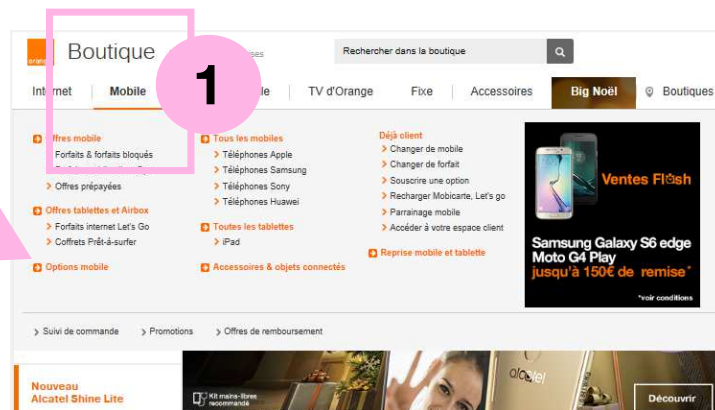 orange
Boutique
1
Rechercher dans la boutique
Mobile
TV d'Orange
Fixe
Accessoires
Big Noël
Boutiques
Offres mobile
Forfaits & forfaits bloqués
Offres prépayées
Offres tablettes et Airbox
Forfaits internet Let's Go
Coffrets Prêt-à-surfer
Options mobile
Tous les mobiles
Téléphones Apple
Téléphones Samsung
Téléphones Sony
Téléphones Huawei
Toutes les tablettes
iPad
Accessoires & objets connectés
Déjà client
Changer de mobile
Changer de forfait
Souscrire une option
Recharger Mobicarte, Let's go
Parrainage mobile
Accéder à votre espace client
Reprise mobile et tablette
Ventes Flash
Samsung Galaxy S6 edge
Moto G4 Play
jusqu'à 150€ de remise*
*voir conditions
Suivi de commande
Promotions
Offres de remboursement
Nouveau
Alcatel Shine Lite
Kit mains-libres
recommandé
alcatel
Découvrir